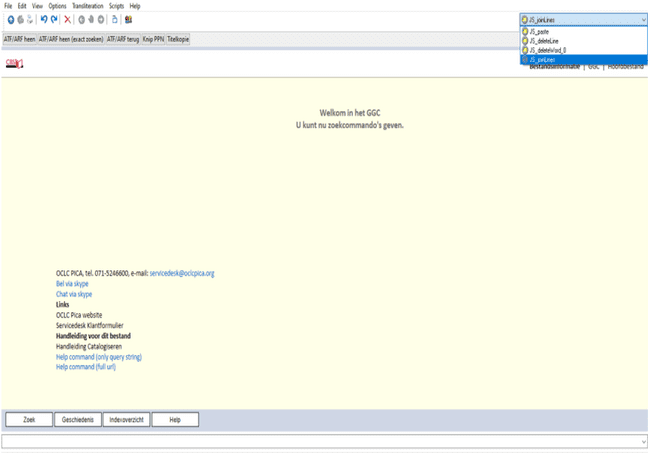 File Edit View Options Transliteration Scripts Help
JS_joinLines
JS_paste
JS_deleteLine
JS_deleteWord_0
JS_joinLines
ATF/ARF heen ATF/ARF heen (exact zoeken) ATF/ARF terug Knip PPN Titelkopie
Bestandsinformatie | GGC | Hoofdbestand
Welkom in het GGC
U kunt nu zoekcommando's geven.
OCLC PICA, tel. 071-5246600, e-mail: servicedesk@oclcpica.org
Bel via skype
Chat via skype
Links
OCLC Pica website
Servicedesk Klantformulier
Handleiding voor dit bestand
Handleiding Catalogiseren
Help command (only query string)
Help command (full url)
Zoek Geschiedenis Indexoverzicht Help